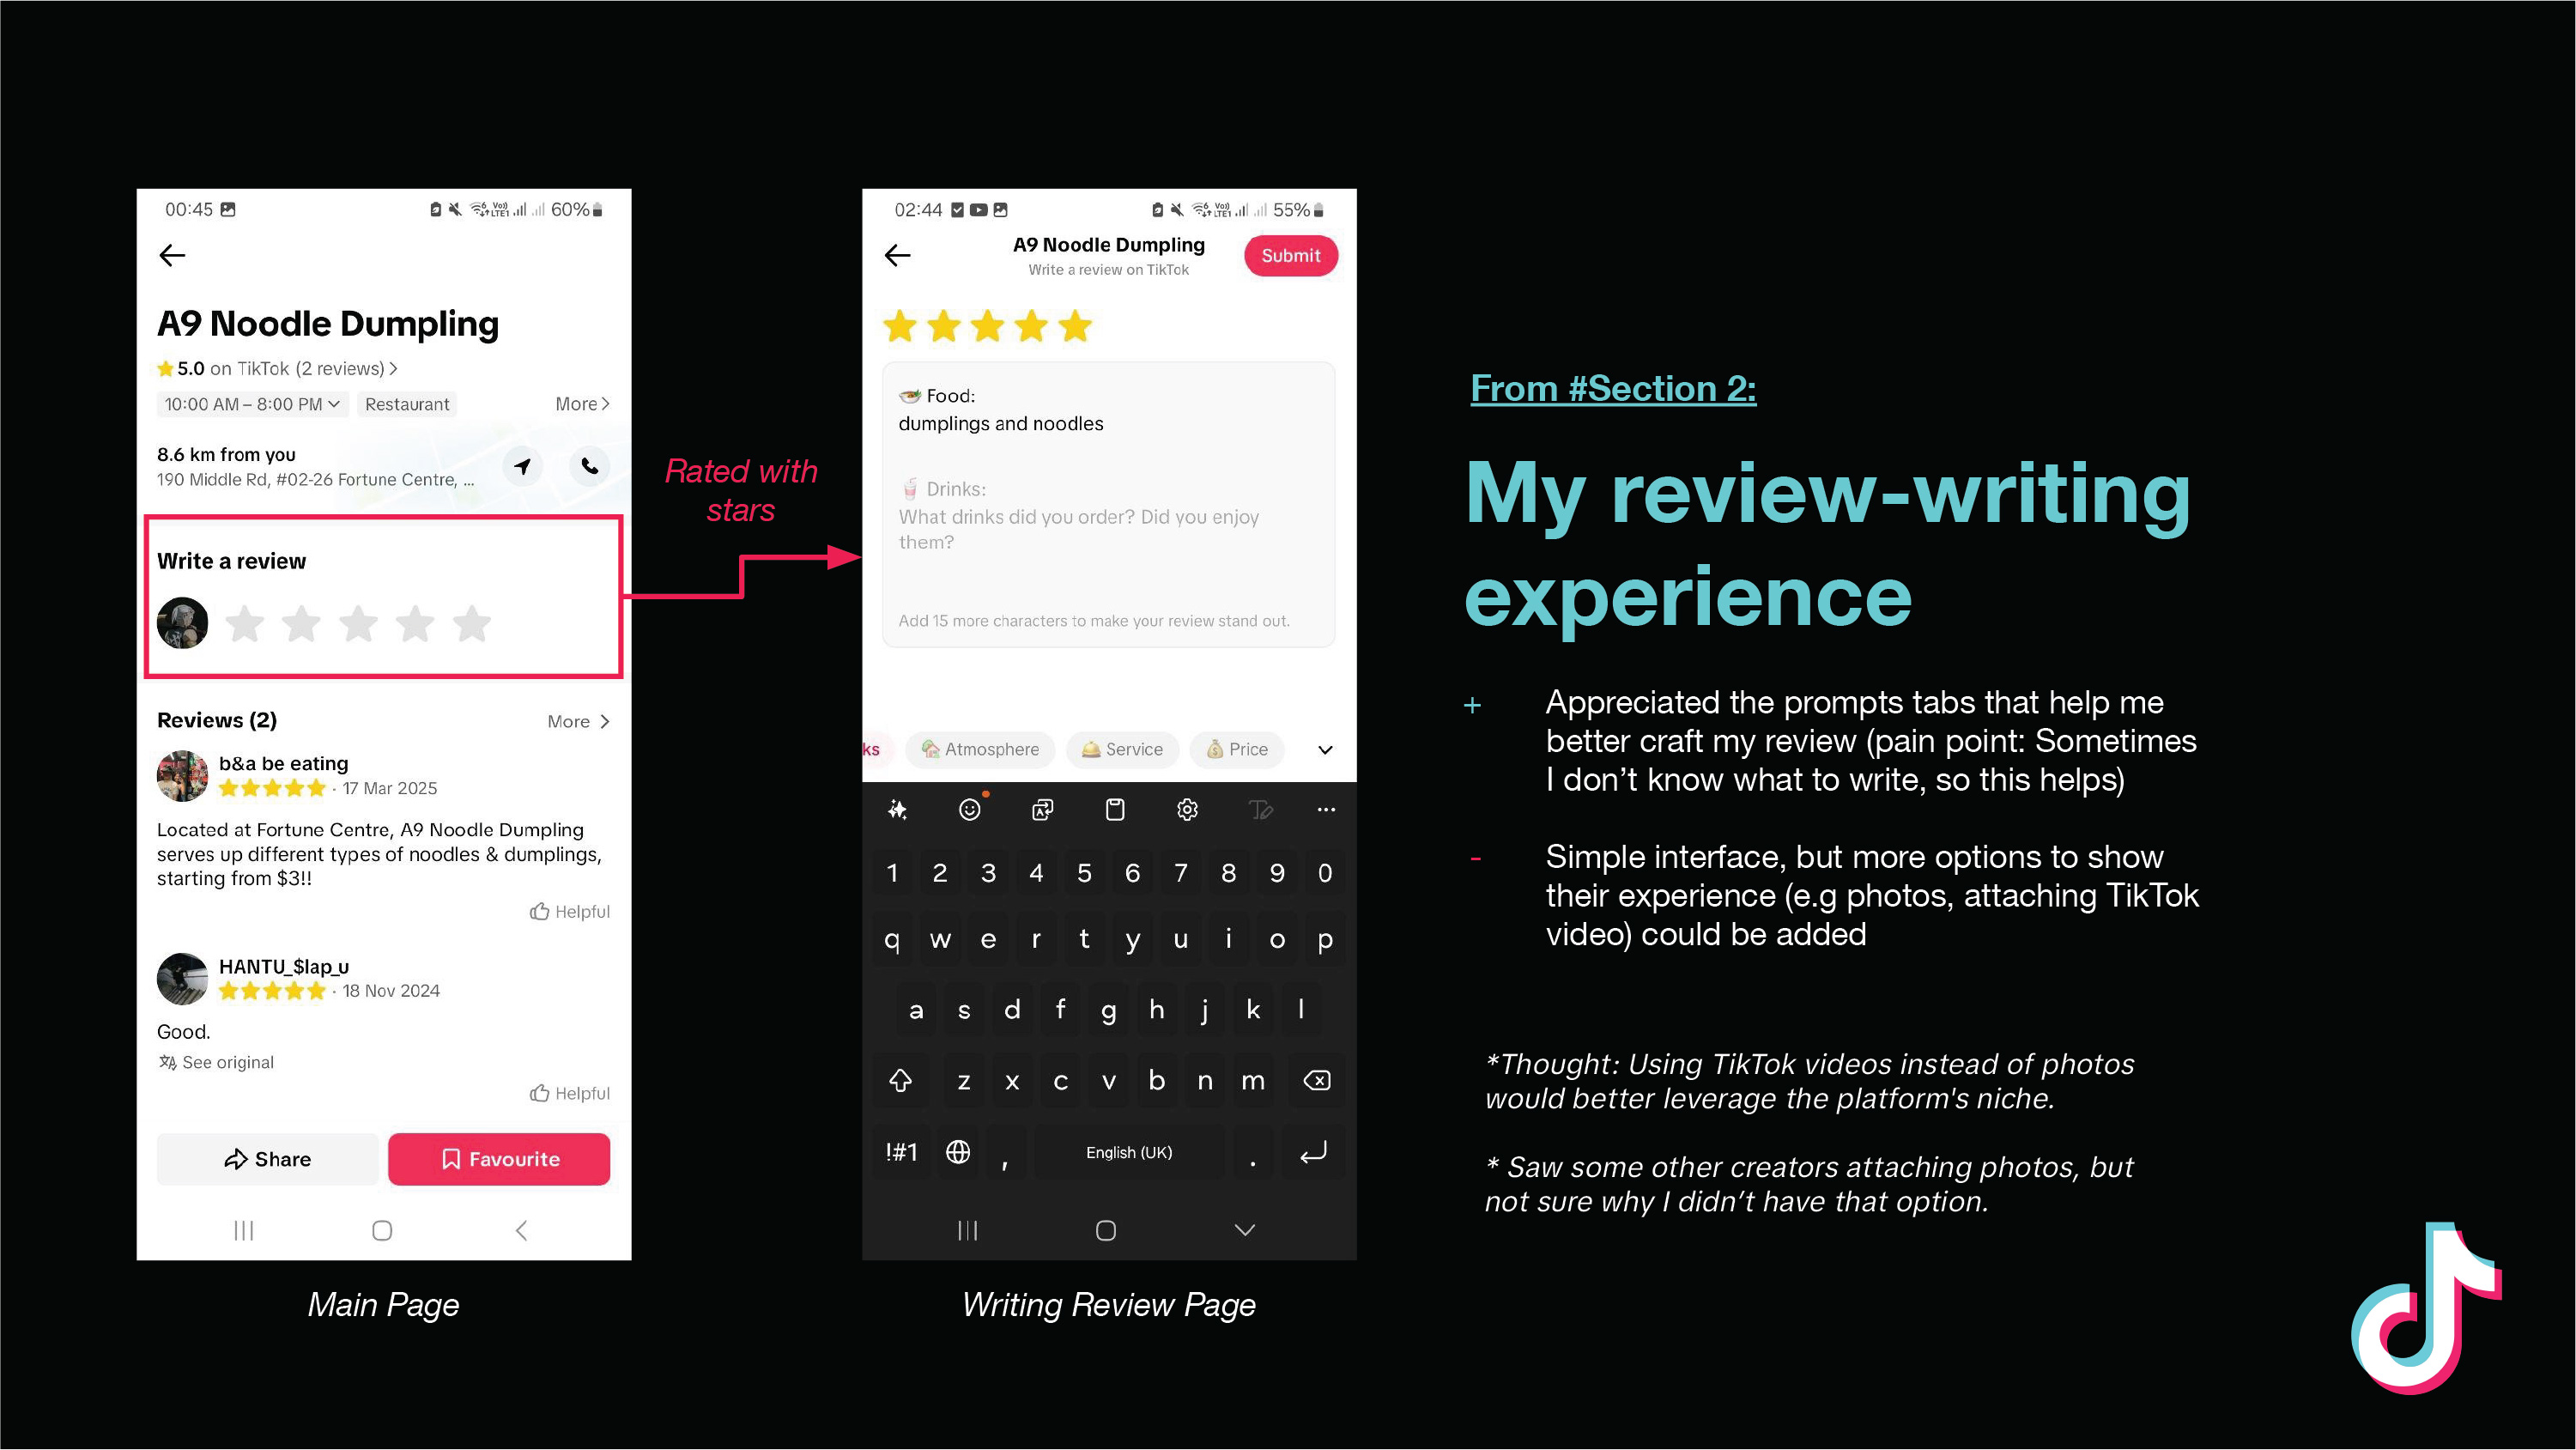 00:45
60%
A9 Noodle Dumpling
5.0 on TikTok (2 reviews) >
10:00 AM – 8:00 PM
Restaurant
More >
8.6 km from you
190 Middle Rd, #02-26 Fortune Centre, ...
Write a review
Reviews (2)
More >
b&a be eating
· 17 Mar 2025
Located at Fortune Centre, A9 Noodle Dumpling
serves up different types of noodles & dumplings,
starting from $3!!
Helpful
HANTU_$lap_u
· 18 Nov 2024
Good.
See original
Helpful
Share
Favourite
Main Page
Rated with
stars
02:44
55%
A9 Noodle Dumpling
Write a review on TikTok
Submit
Food:
dumplings and noodles
Drinks:
What drinks did you order? Did you enjoy
them?
Add 15 more characters to make your review stand out.
ks
Atmosphere
Service
Price
1 2 3 4 5 6 7 8 9 0
q w e r t y u i o p
a s d f g h j k l
z x c v b n m
!#1 , English (UK) .
Writing Review Page
From #Section 2:
My review-writing
experience
+ Appreciated the prompts tabs that help me
better craft my review (pain point: Sometimes
I don’t know what to write, so this helps)
- Simple interface, but more options to show
their experience (e.g photos, attaching TikTok
video) could be added
*Thought: Using TikTok videos instead of photos
would better leverage the platform's niche.
* Saw some other creators attaching photos, but
not sure why I didn’t have that option.